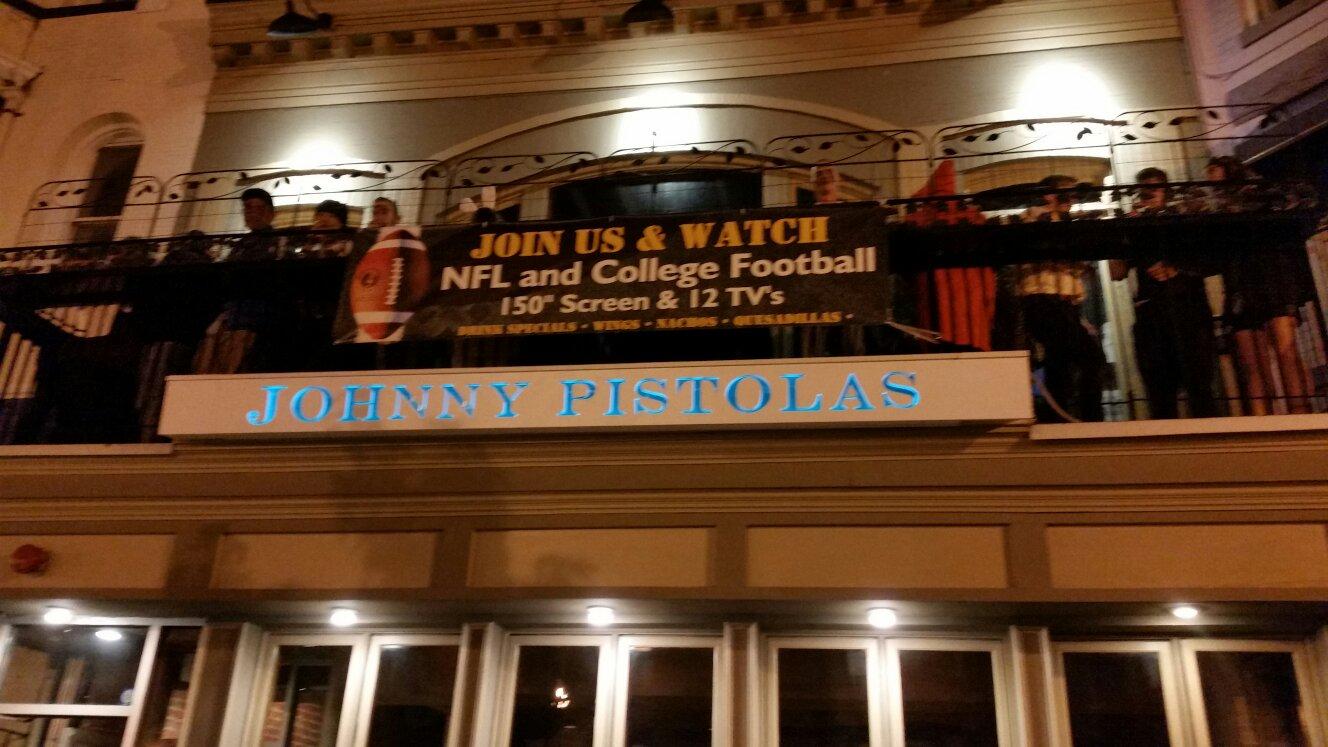 JOIN US & WATCH
NFL and College Football
150" Screen & 12 TV's
DRINK SPECIALS - WINGS - NACHOS - QUESADILLAS -
JOHNNY PISTOLAS